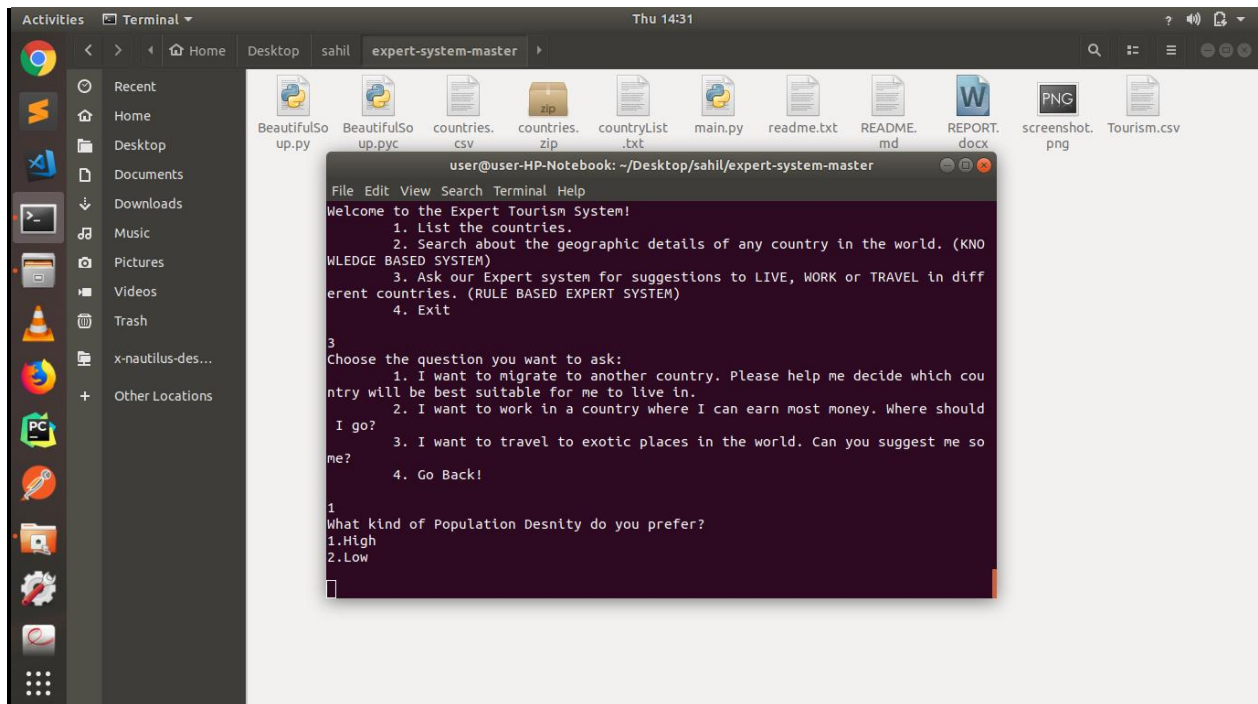 Activities Terminal Thu 14:31 ?
Home Desktop sahil expert-system-master
Recent
Home
Desktop
Documents
Downloads
Music
Pictures
Videos
Trash
x-nautilus-des...
+ Other Locations
PC
zip
W
PNG
BeautifulSo
up.py
BeautifulSo
up.pyc
countries.
csv
countries.
zip
countryList
.txt
main.py
readme.txt
README.
md
REPORT.
docx
screenshot.
png
Tourism.csv
user@user-HP-Notebook: ~/Desktop/sahil/expert-system-master
File Edit View Search Terminal Help
Welcome to the Expert Tourism System!
1. List the countries.
2. Search about the geographic details of any country in the world. (KNO
WLEDGE BASED SYSTEM)
3. Ask our Expert system for suggestions to LIVE, WORK or TRAVEL in diff
erent countries. (RULE BASED EXPERT SYSTEM)
4. Exit
3
Choose the question you want to ask:
1. I want to migrate to another country. Please help me decide which cou
ntry will be best suitable for me to live in.
2. I want to work in a country where I can earn most money. Where should
I go?
3. I want to travel to exotic places in the world. Can you suggest me so
me?
4. Go Back!
1
What kind of Population Desnity do you prefer?
1.High
2.Low